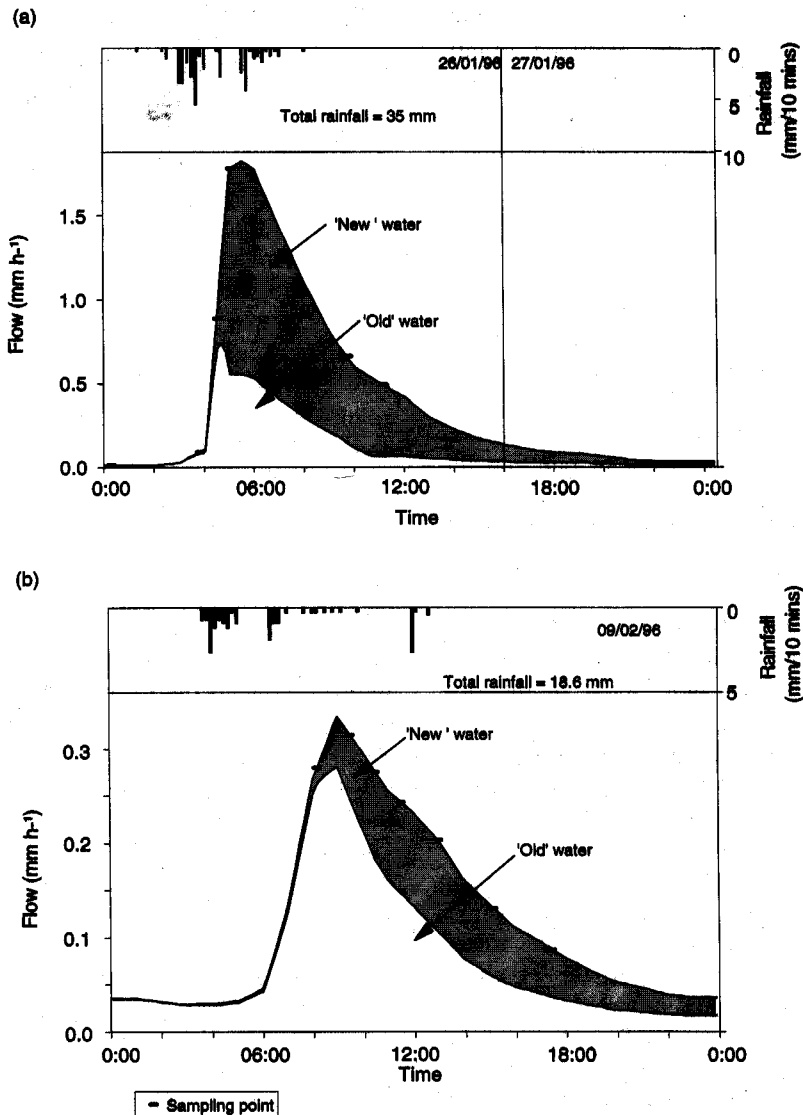 (a)
26/01/96 27/01/96
Total rainfall = 35 mm
0
5
10
Rainfall
(mm/10 mins)
'New ' water
'Old' water
1.5
1.0
0.5
0.0
Flow (mm h-1)
0:00 06:00 12:00 18:00 0:00
Time
(b)
09/02/96
Total rainfall = 18.6 mm
0
5
Rainfall
(mm/10 mins)
'New ' water
'Old' water
0.3
0.2
0.1
0.0
Flow (mm h-1)
0:00 06:00 12:00 18:00 0:00
Time
Sampling point